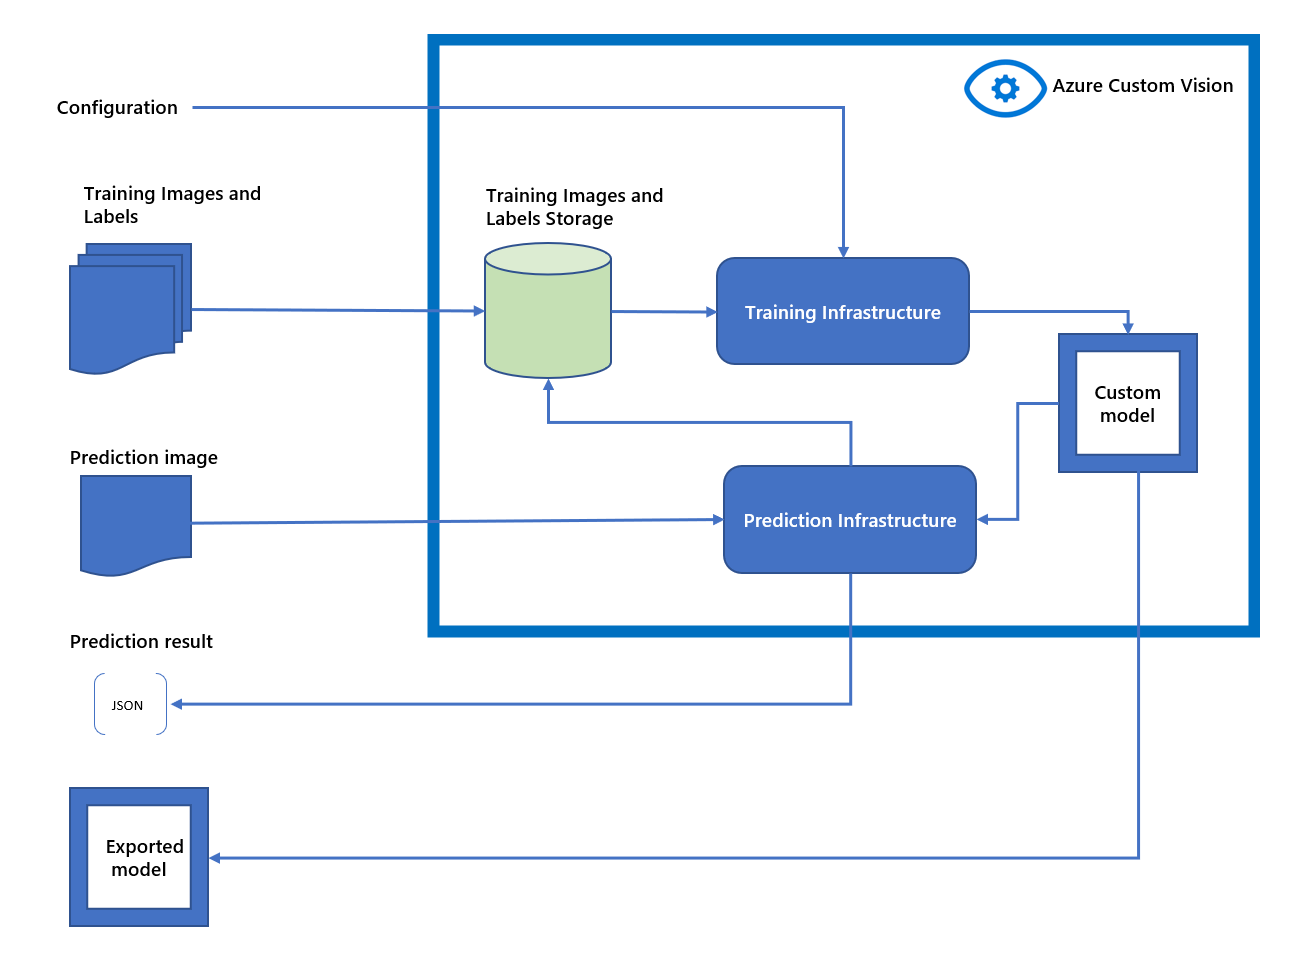 Azure Custom Vision
Configuration
Training Images and
Labels
Training Images and
Labels Storage
Training Infrastructure
Custom
model
Prediction image
Prediction Infrastructure
Prediction result
JSON
Exported
model